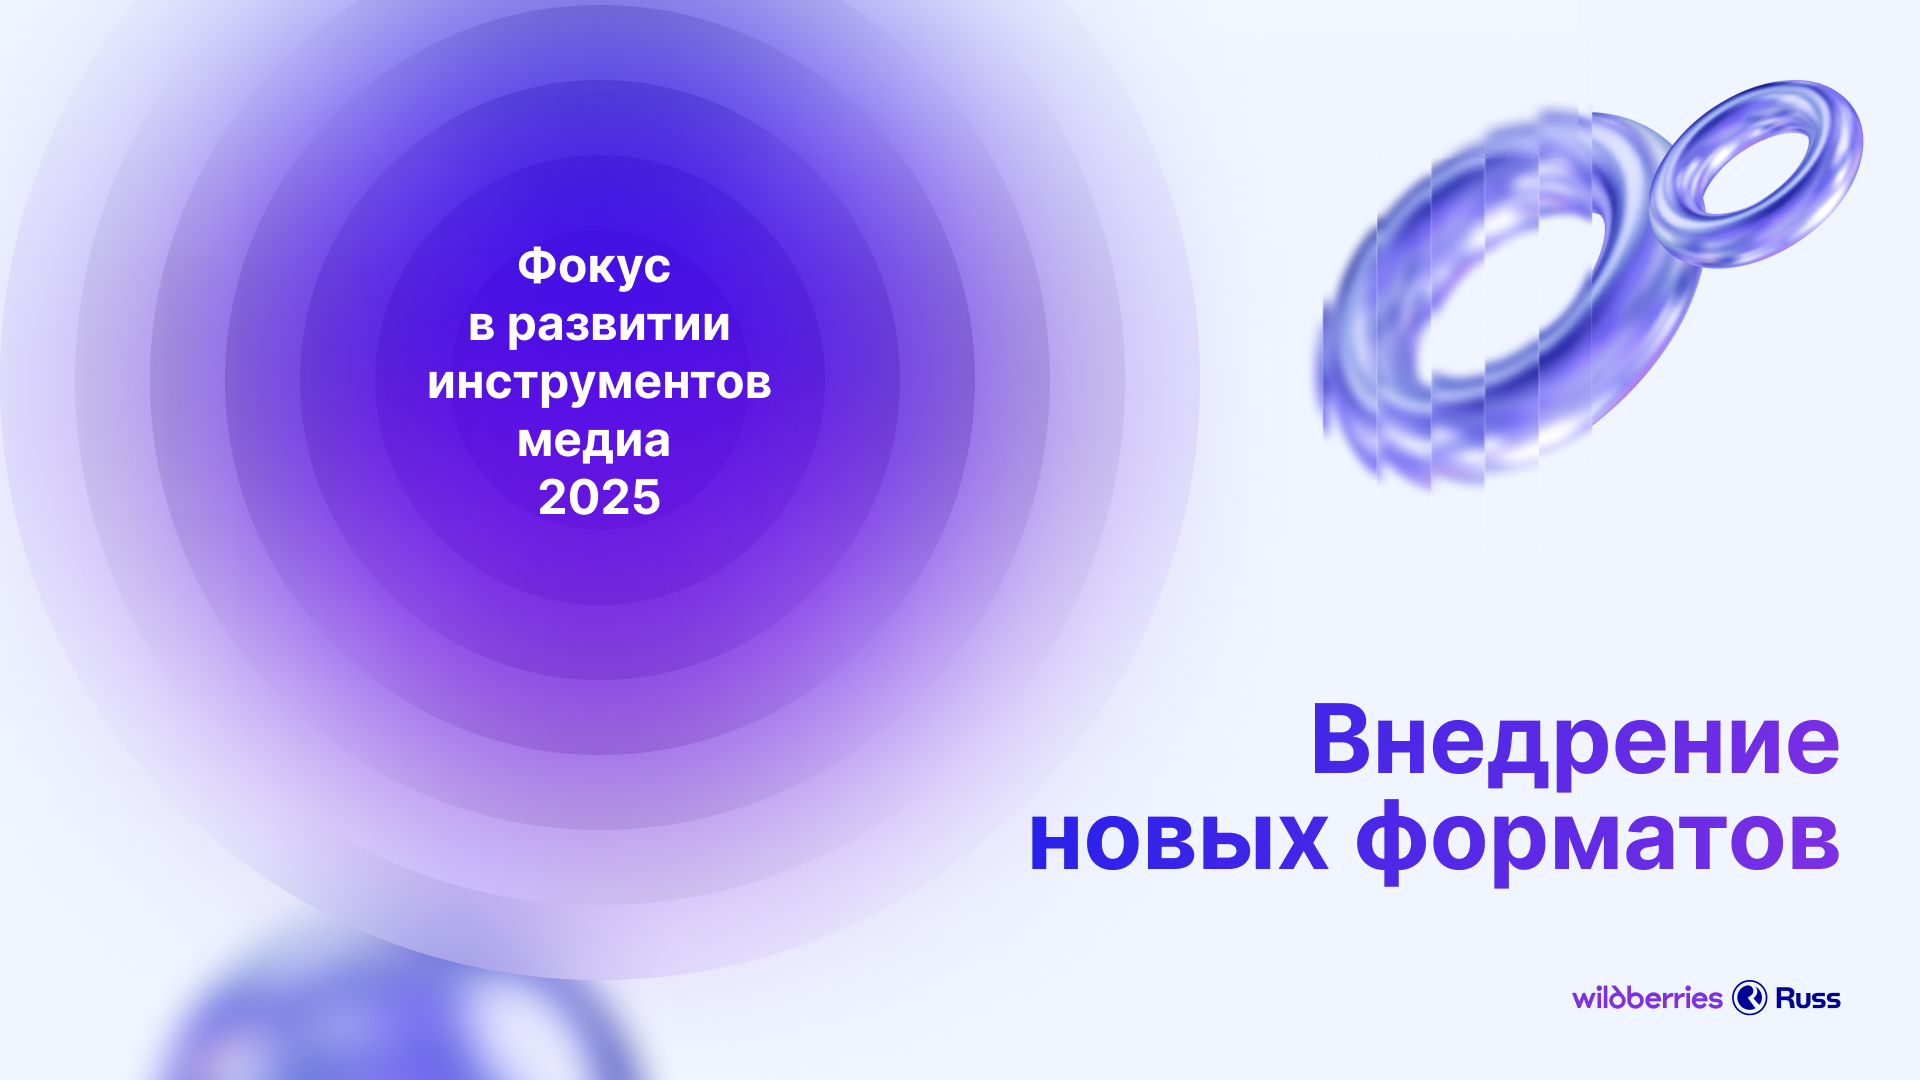 Фокус
в развитии
инструментов
медиа
2025
Внедрение
новых форматов
wildberries Russ